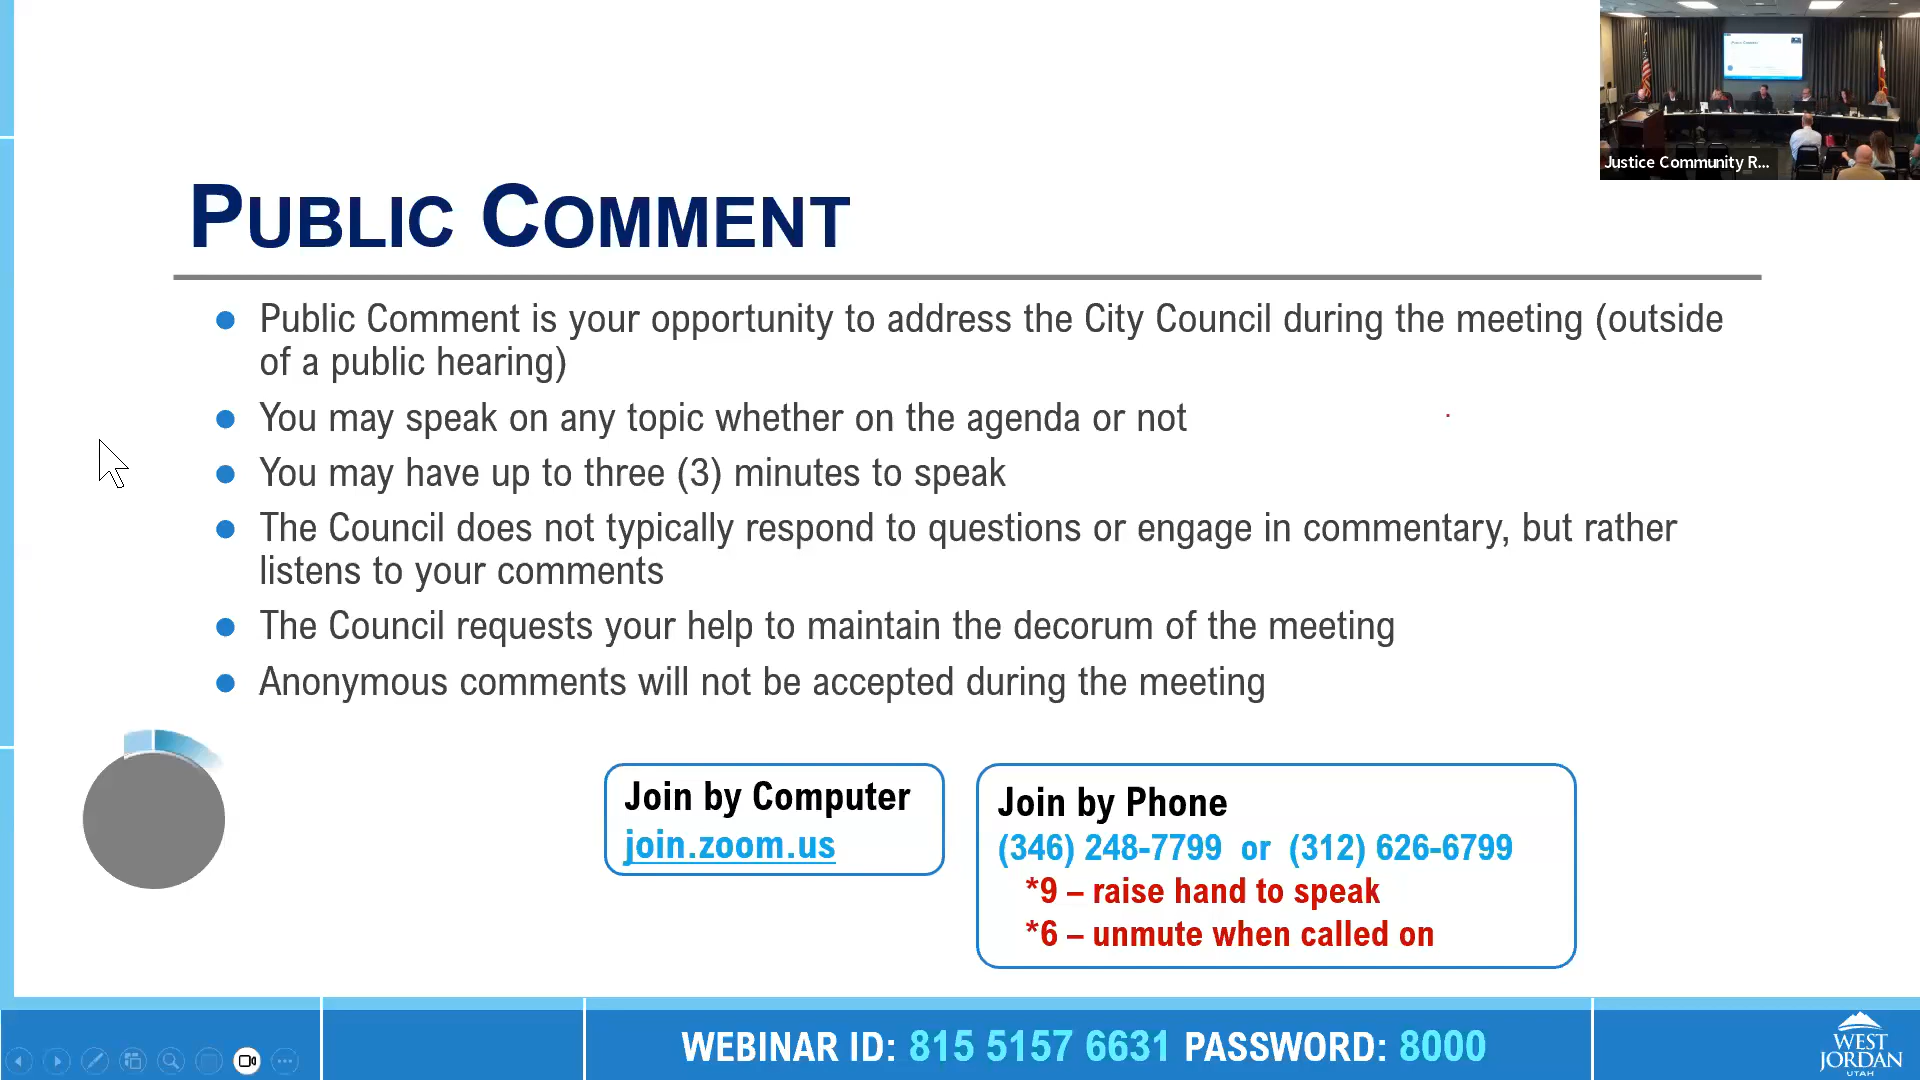 Justice Community R...
PUBLIC COMMENT
Public Comment is your opportunity to address the City Council during the meeting (outside
of a public hearing)
You may speak on any topic whether on the agenda or not
You may have up to three (3) minutes to speak
The Council does not typically respond to questions or engage in commentary, but rather
listens to your comments
The Council requests your help to maintain the decorum of the meeting
Anonymous comments will not be accepted during the meeting
Join by Computer
join.zoom.us
Join by Phone
(346) 248-7799 or (312) 626-6799
*9 – raise hand to speak
*6 – unmute when called on
WEBINAR ID: 815 5157 6631 PASSWORD: 8000
WEST
JORDAN
UTAH